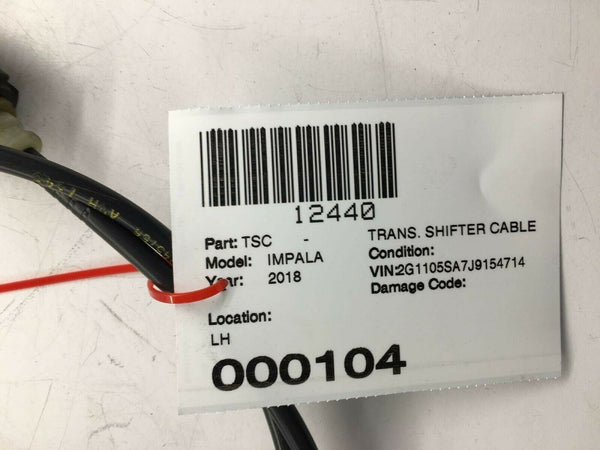 12440
Part: TSC - TRANS. SHIFTER CABLE
Model: IMPALA Condition:
Year: 2018 VIN:2G1105SA7J9154714
Damage Code:
Location:
LH
000104